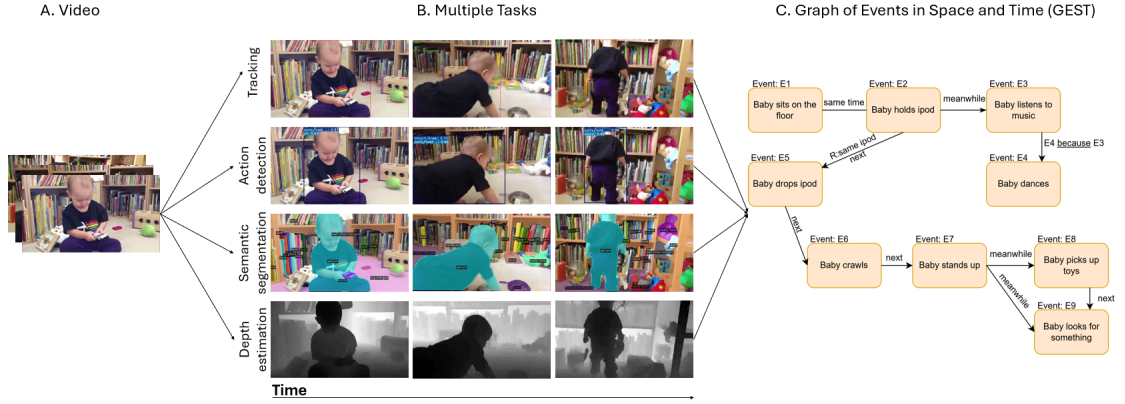 A. Video
B. Multiple Tasks
C. Graph of Events in Space and Time (GEST)
Tracking
Action
detection
Semantic
segmentation
Depth
estimation
Time
Event: E1
Baby sits on the
floor
same time
Event: E2
Baby holds ipod
meanwhile
Event: E3
Baby listens to
music
R:same ipod
next
E4 because E3
Event: E5
Baby drops ipod
Event: E4
Baby dances
next
Event: E6
Baby crawls
next
Event: E7
Baby stands up
meanwhile
Event: E8
Baby picks up
toys
meanwhile
next
Event: E9
Baby looks for
something